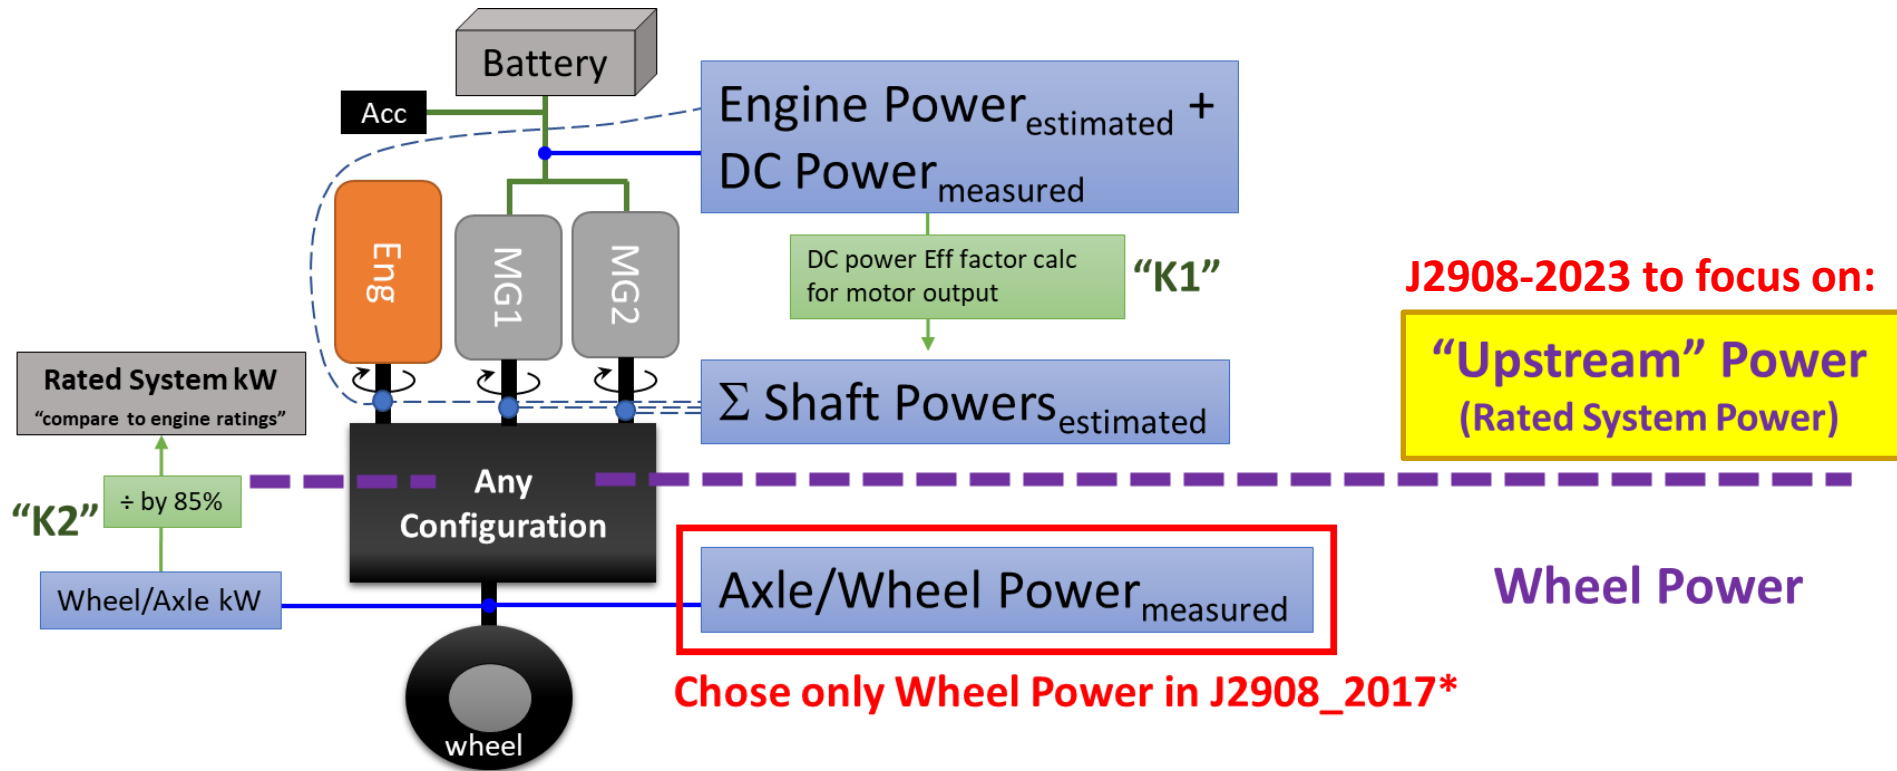 Battery
Acc
Engine Power estimated +
DC Power measured
Eng
MG1
MG2
DC power Eff factor calc
for motor output
“K1”
J2908-2023 to focus on:
“Upstream” Power
(Rated System Power)
Rated System kW
“compare to engine ratings”
Σ Shaft Powers estimated
“K2”
÷ by 85%
Any
Configuration
Wheel/Axle kW
Axle/Wheel Power measured
Wheel Power
Chose only Wheel Power in J2908_2017*
wheel